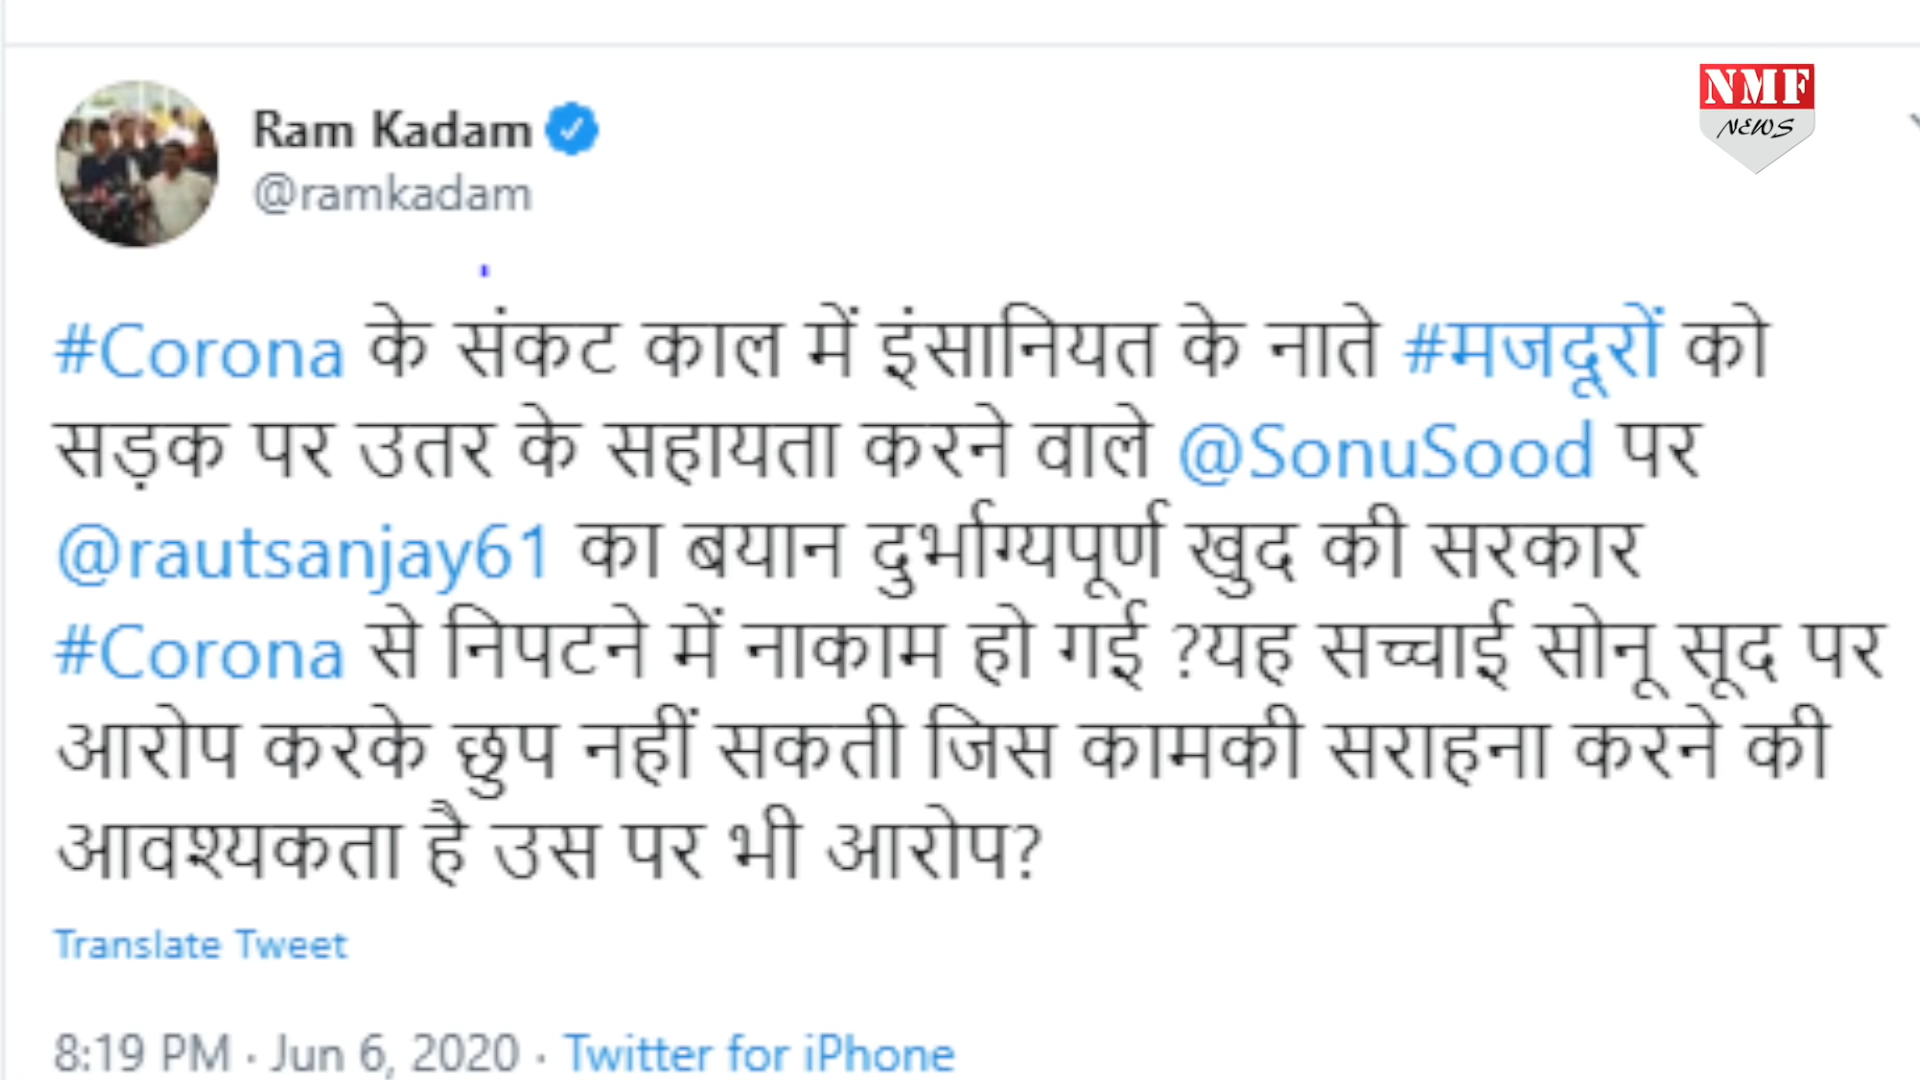 NMF
NEWS
Ram Kadam
@ramkadam
#Corona के संकट काल में इंसानियत के नाते #मजदूरों को
सड़क पर उतर के सहायता करने वाले @SonuSood पर
@rautsanjay61 का बयान दुर्भाग्यपूर्ण खुद की सरकार
#Corona से निपटने में नाकाम हो गई ?यह सच्चाई सोनू सूद पर
आरोप करके छुप नहीं सकती जिस कामकी सराहना करने की
आवश्यकता है उस पर भी आरोप?
Translate Tweet
8:19 PM · Jun 6, 2020 · Twitter for iPhone